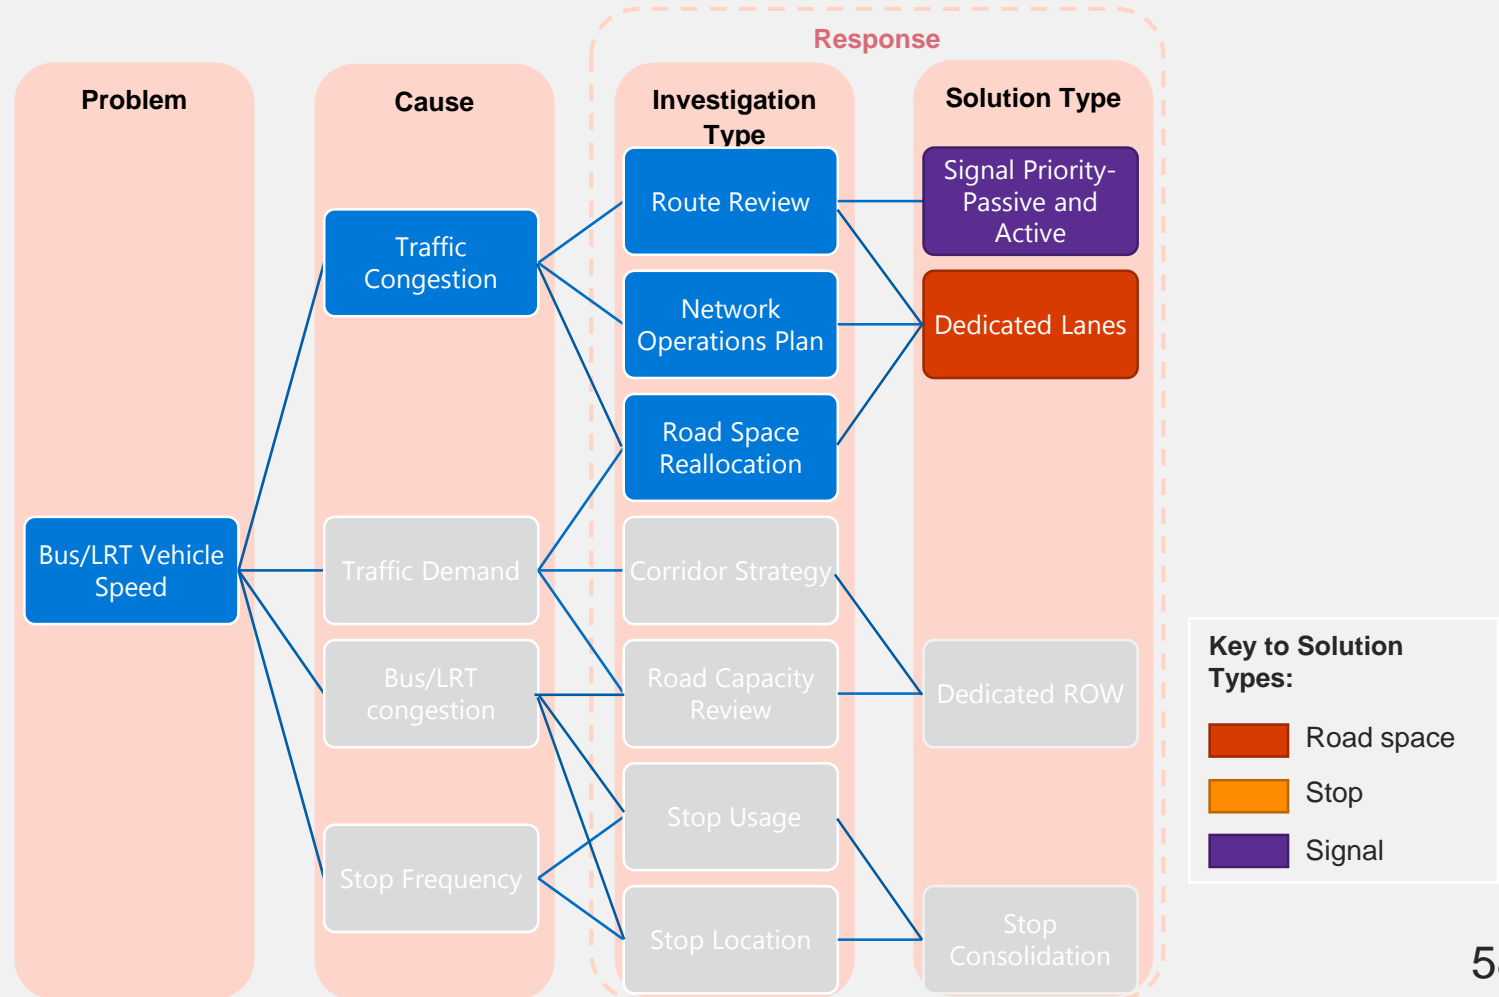 Response
Problem
Cause
Investigation
Type
Solution Type
Route Review
Signal Priority-
Passive and
Active
Traffic
Congestion
Network
Operations Plan
Dedicated Lanes
Road Space
Reallocation
Bus/LRT Vehicle
Speed
Traffic Demand
Corridor Strategy
Bus/LRT
congestion
Road Capacity
Review
Dedicated ROW
Stop Usage
Stop Frequency
Stop Location
Stop
Consolidation
Key to Solution
Types:
Road space
Stop
Signal